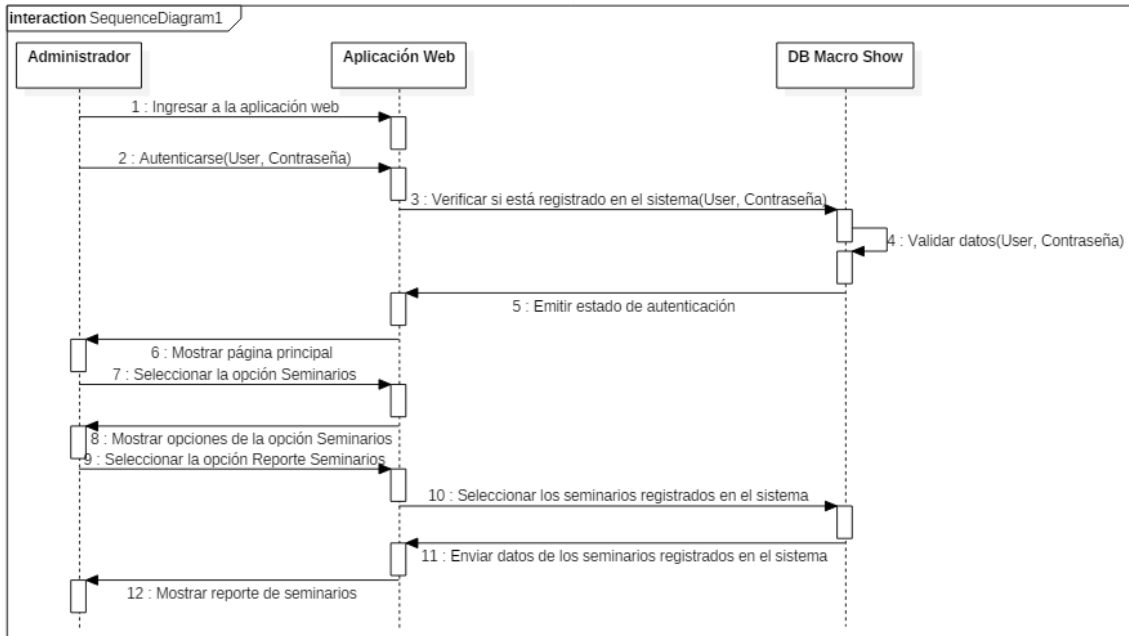 interaction SequenceDiagram1
Administrador
Aplicación Web
DB Macro Show
1 : Ingresar a la aplicación web
2 : Autenticarse(User, Contraseña)
3 : Verificar si está registrado en el sistema(User, Contraseña)
4 : Validar datos(User, Contraseña)
5 : Emitir estado de autenticación
6 : Mostrar página principal
7 : Seleccionar la opción Seminarios
8 : Mostrar opciones de la opción Seminarios
9 : Seleccionar la opción Reporte Seminarios
10 : Seleccionar los seminarios registrados en el sistema
11 : Enviar datos de los seminarios registrados en el sistema
12 : Mostrar reporte de seminarios